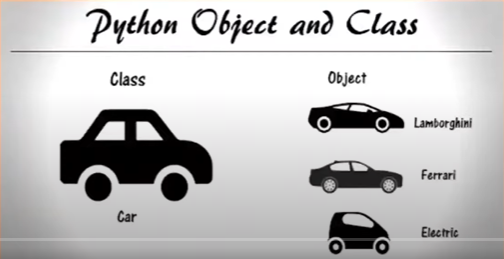 Python Object and Class
Class
Object
Lamborghini
Ferrari
Car
Electric